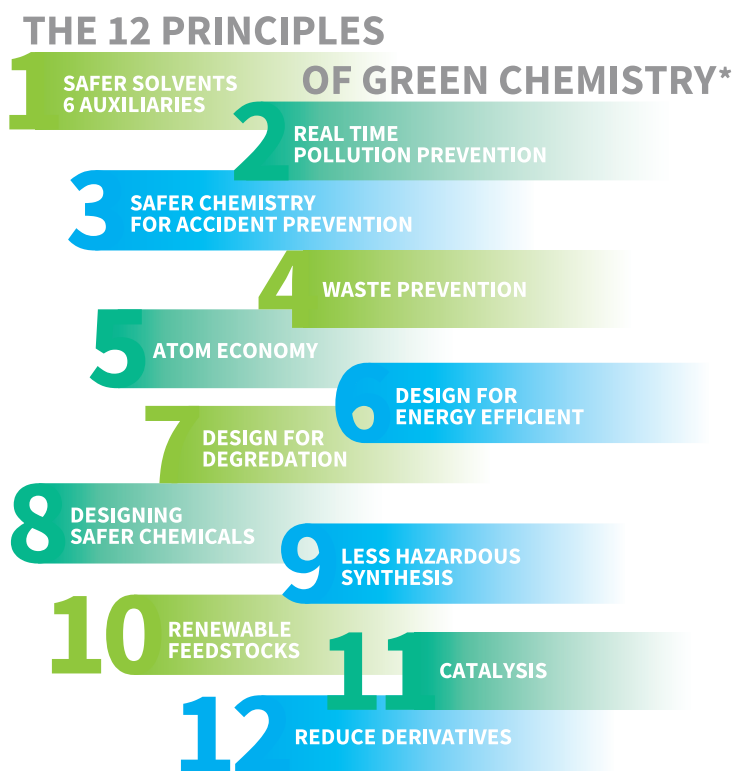 THE 12 PRINCIPLES
OF GREEN CHEMISTRY*
1
SAFER SOLVENTS
6 AUXILIARIES
2
REAL TIME
POLLUTION PREVENTION
3
SAFER CHEMISTRY
FOR ACCIDENT PREVENTION
4
WASTE PREVENTION
5
ATOM ECONOMY
6
DESIGN FOR
ENERGY EFFICIENT
7
DESIGN FOR
DEGREDATION
8
DESIGNING
SAFER CHEMICALS
9
LESS HAZARDOUS
SYNTHESIS
10
RENEWABLE
FEEDSTOCKS
11
CATALYSIS
12
REDUCE DERIVATIVES